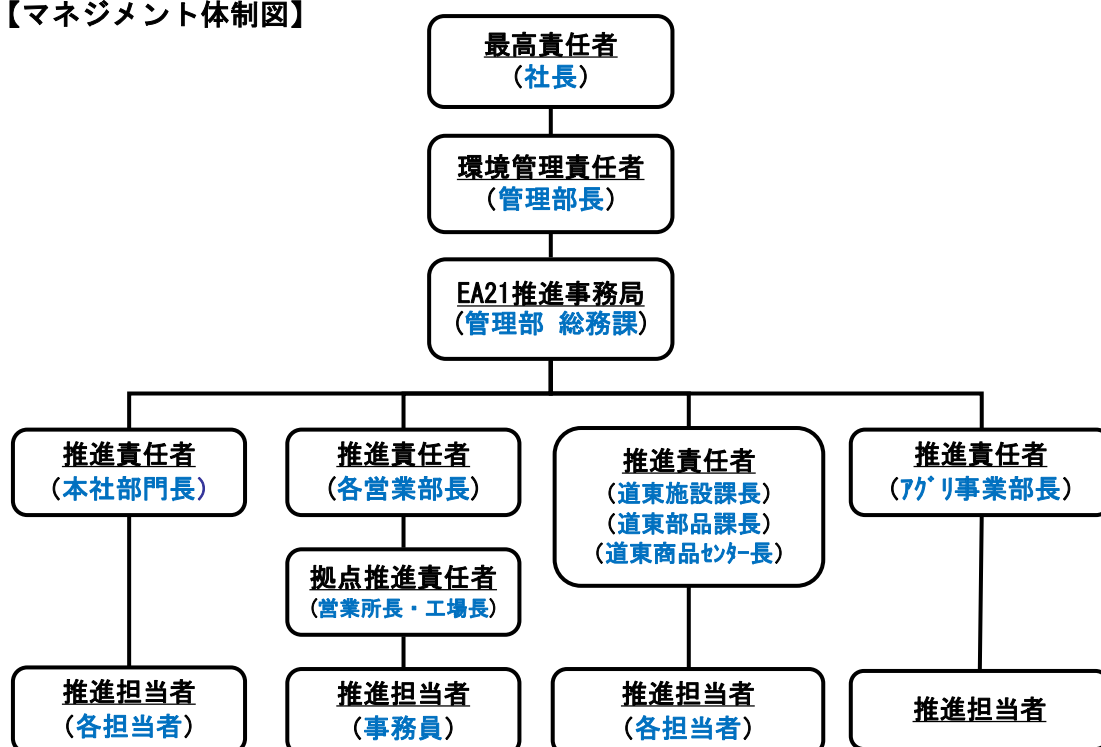 【マネジメント体制図】
最高責任者
（社長）
環境管理責任者
（管理部長）
EA21推進事務局
（管理部 総務課）
推進責任者
（本社部門長）
推進責任者
（各営業部長）
推進責任者
（道東施設課長）
（道東部品課長）
（道東商品ｾﾝﾀｰ長）
推進責任者
（ｱｸﾞﾘ事業部長）
拠点推進責任者
（営業所長・工場長）
推進担当者
（各担当者）
推進担当者
（事務員）
推進担当者
（各担当者）
推進担当者